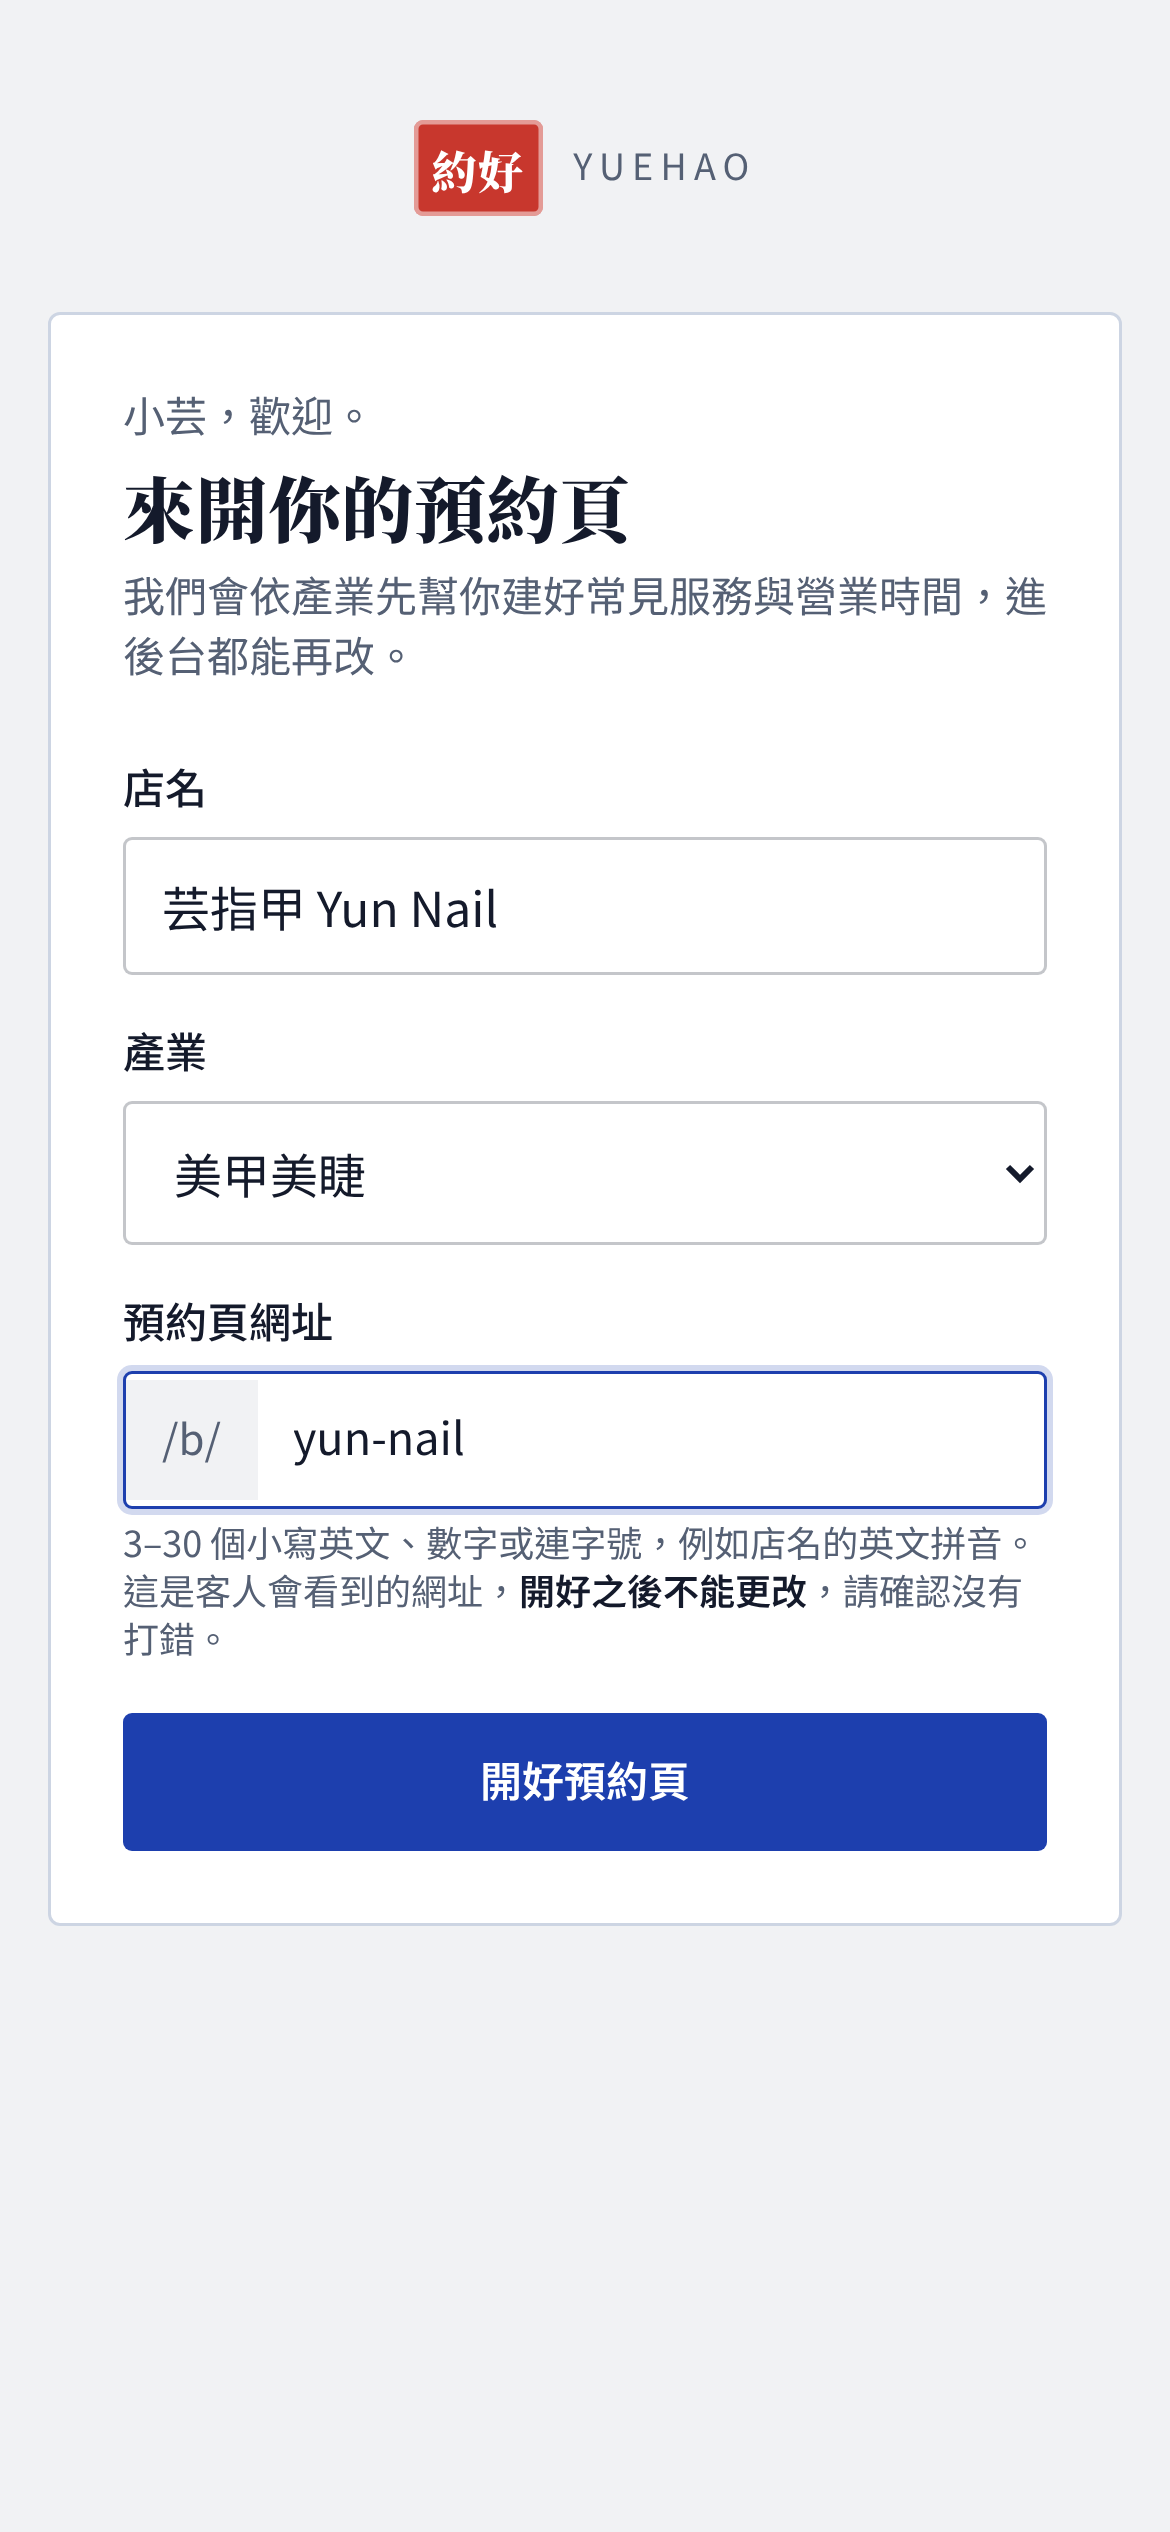 約好 YUEHAO
小芸，歡迎。
來開你的預約頁
我們會依產業先幫你建好常見服務與營業時間，進
後台都能再改。
店名
芸指甲 Yun Nail
產業
美甲美睫
預約頁網址
/b/ yun-nail
3–30 個小寫英文、數字或連字號，例如店名的英文拼音。
這是客人會看到的網址，開好之後不能更改，請確認沒有
打錯。
開好預約頁